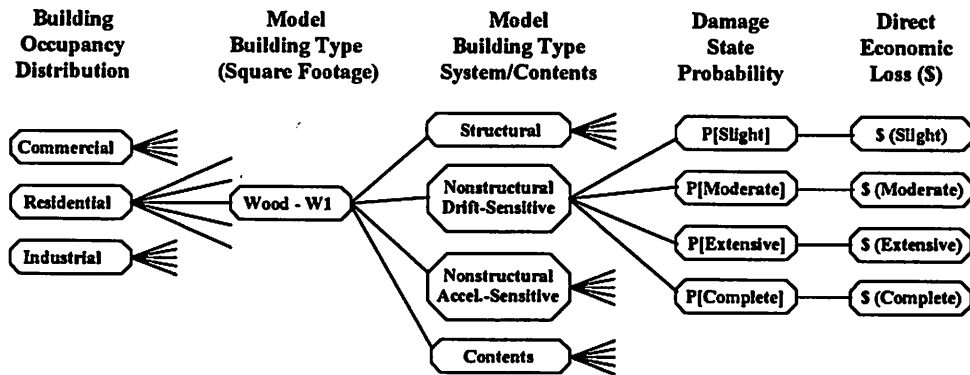 Building
Occupancy
Distribution
Model
Building Type
(Square Footage)
Model
Building Type
System/Contents
Damage
State
Probability
Direct
Economic
Loss ($)
Commercial
Residential
Industrial
Wood - W1
Structural
Nonstructural
Drift-Sensitive
Nonstructural
Accel.-Sensitive
Contents
P[Slight]
P[Moderate]
P[Extensive]
P[Complete]
$ (Slight)
$ (Moderate)
$ (Extensive)
$ (Complete)